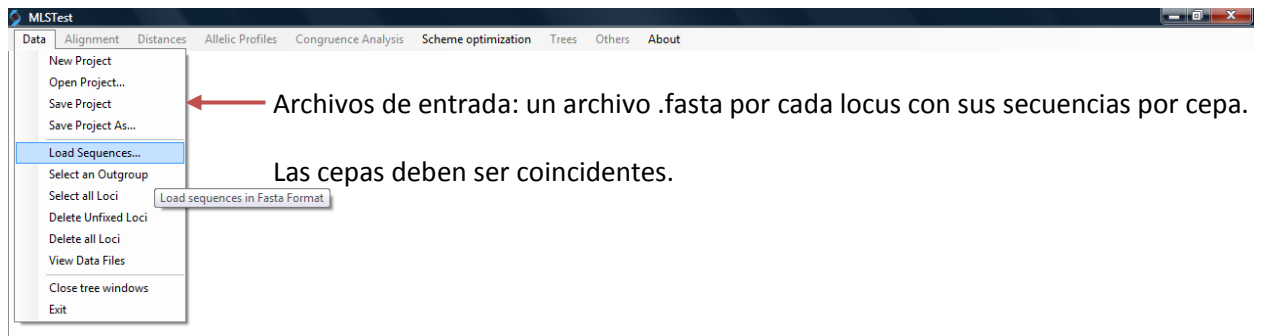 MLSTest
Data Alignment Distances Allelic Profiles Congruence Analysis Scheme optimization Trees Others About
New Project
Open Project...
Save Project
Archivos de entrada: un archivo .fasta por cada locus con sus secuencias por cepa.
Save Project As...
Load Sequences...
Las cepas deben ser coincidentes.
Select an Outgroup
Select all Loci
Load sequences in Fasta Format
Delete Unfixed Loci
Delete all Loci
View Data Files
Close tree windows
Exit